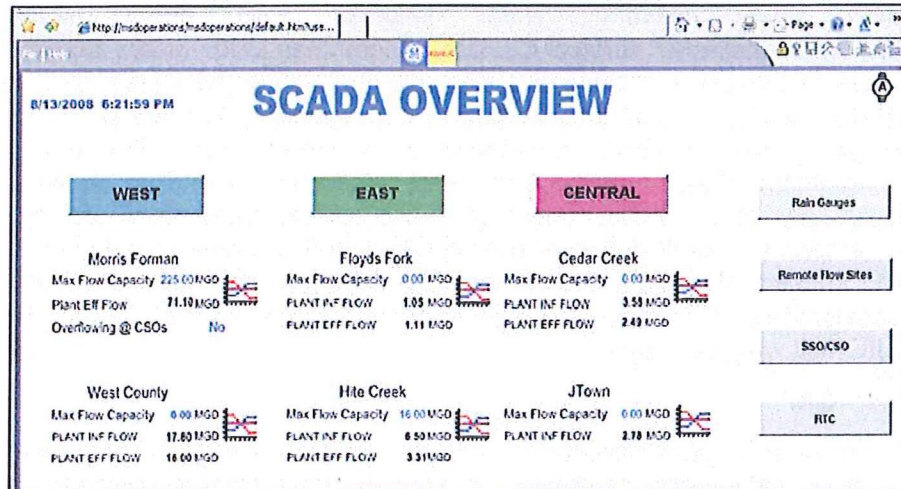 http://msdoperations/msdoperations/default.htm?use...
Page
File | Help
8/13/2008 6:21:59 PM
SCADA OVERVIEW
A
WEST
EAST
CENTRAL
Rain Gauges
Remote Flow Sites
SSO/CSO
RTC
Morris Forman
Max Flow Capacity 225.00 MGD
Plant Eff Flow 71.10 MGD
Overflowing @ CSOs No
Floyds Fork
Max Flow Capacity 0.00 MGD
PLANT INF FLOW 1.05 MGD
PLANT EFF FLOW 1.11 MGD
Cedar Creek
Max Flow Capacity 0.00 MGD
PLANT INF FLOW 3.58 MGD
PLANT EFF FLOW MGD
West County
Max Flow Capacity 0.00 MGD
PLANT INF FLOW 17.80 MGD
PLANT EFF FLOW 16.00 MGD
Hite Creek
Max Flow Capacity 16.00 MGD
PLANT INF FLOW 6.50 MGD
PLANT EFF FLOW 3.31 MGD
JTown
Max Flow Capacity 0.00 MGD
PLANT INF FLOW 2.78 MGD